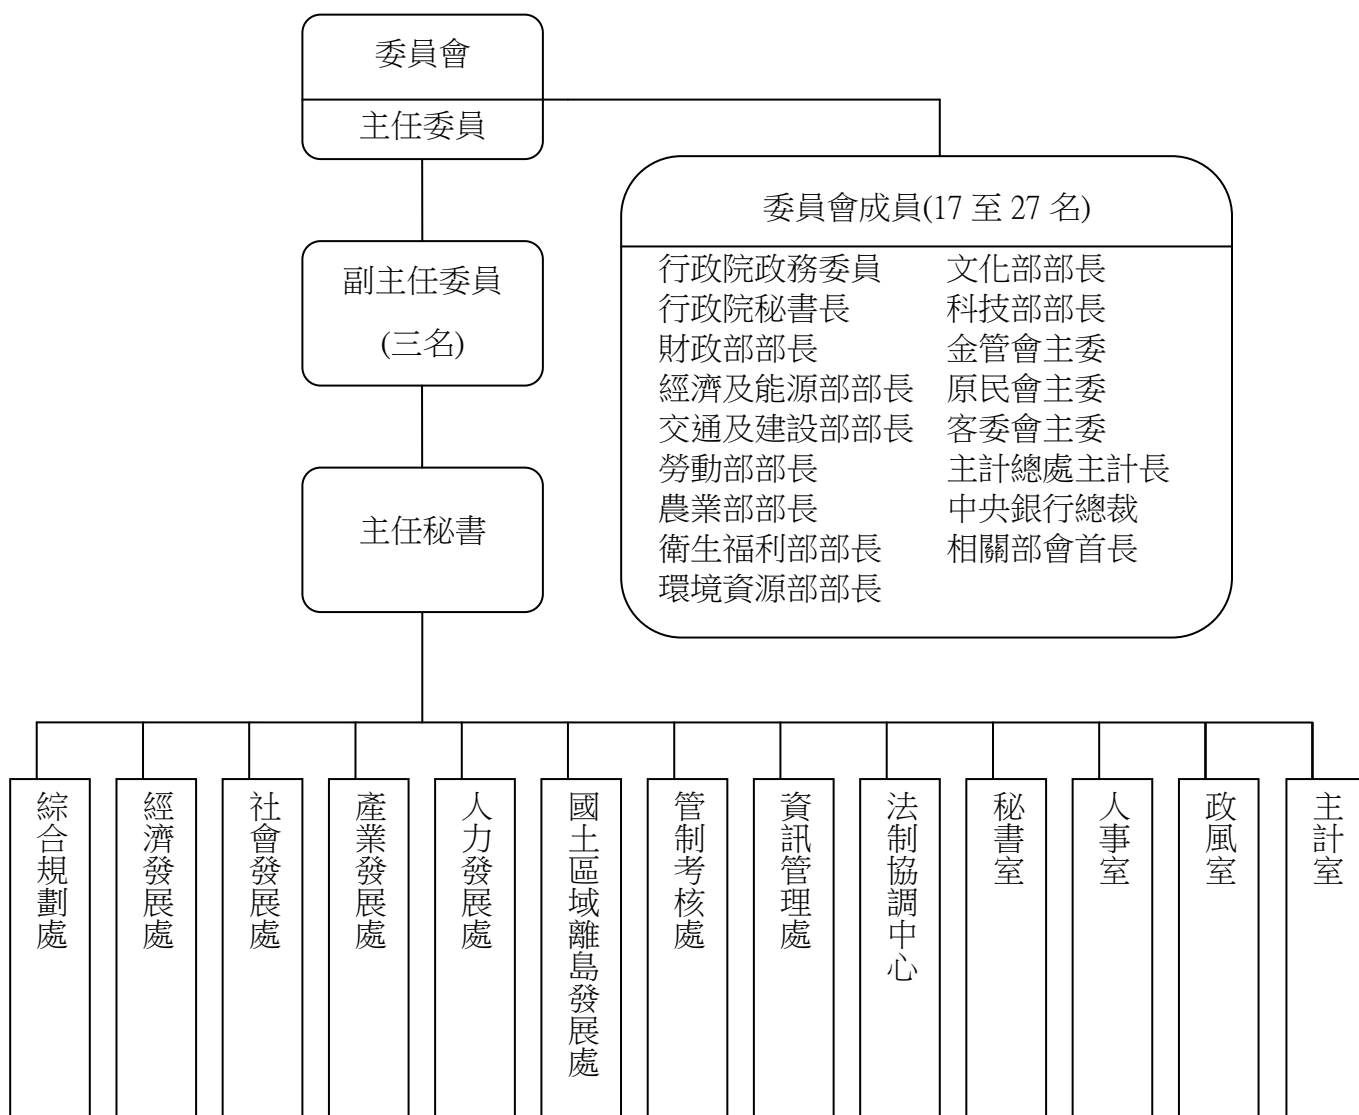 委員會
主任委員
副主任委員
(三名)
主任秘書
委員會成員(17 至 27 名)
行政院政務委員
行政院秘書長
財政部部長
經濟及能源部部長
交通及建設部部長
勞動部部長
農業部部長
衛生福利部部長
環境資源部部長
文化部部長
科技部部長
金管會主委
原民會主委
客委會主委
主計總處主計長
中央銀行總裁
相關部會首長
綜合規劃處
經濟發展處
社會發展處
產業發展處
人力發展處
國土區域離島發展處
管制考核處
資訊管理處
法制協調中心
秘書室
人事室
政風室
主計室